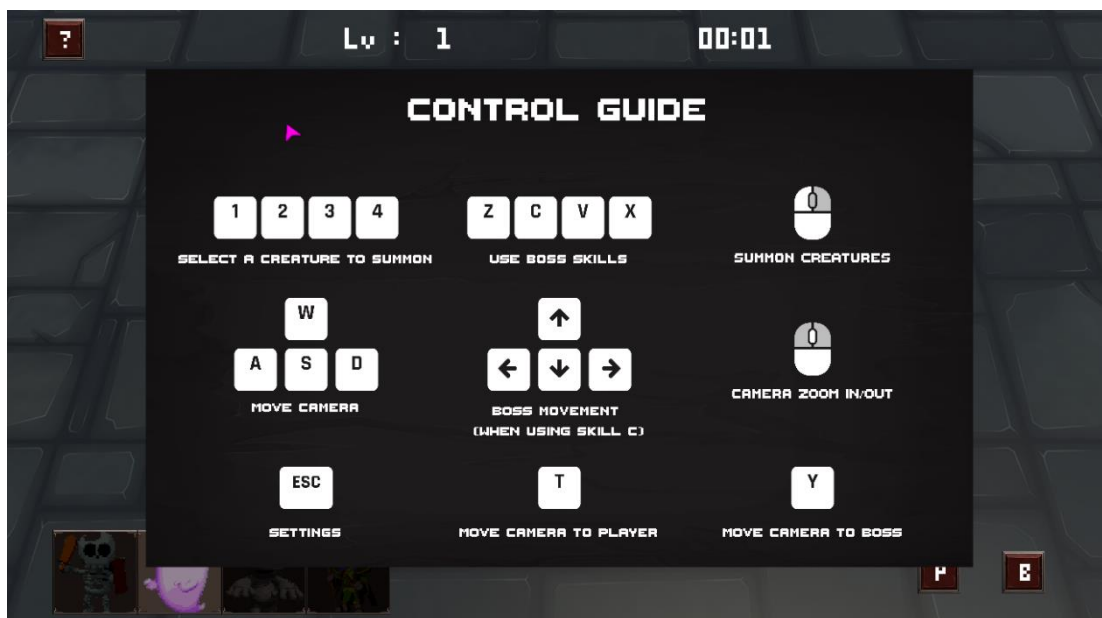 ?
Lv : 1
00:01
CONTROL GUIDE
1 2 3 4
Z C V X
SELECT A CREATURE TO SUMMON
USE BOSS SKILLS
SUMMON CREATURES
W
A S D
↑
← ↓ →
MOVE CAMERA
BOSS MOVEMENT
(WHEN USING SKILL C)
CAMERA ZOOM IN/OUT
ESC
T
Y
SETTINGS
MOVE CAMERA TO PLAYER
MOVE CAMERA TO BOSS
P
B